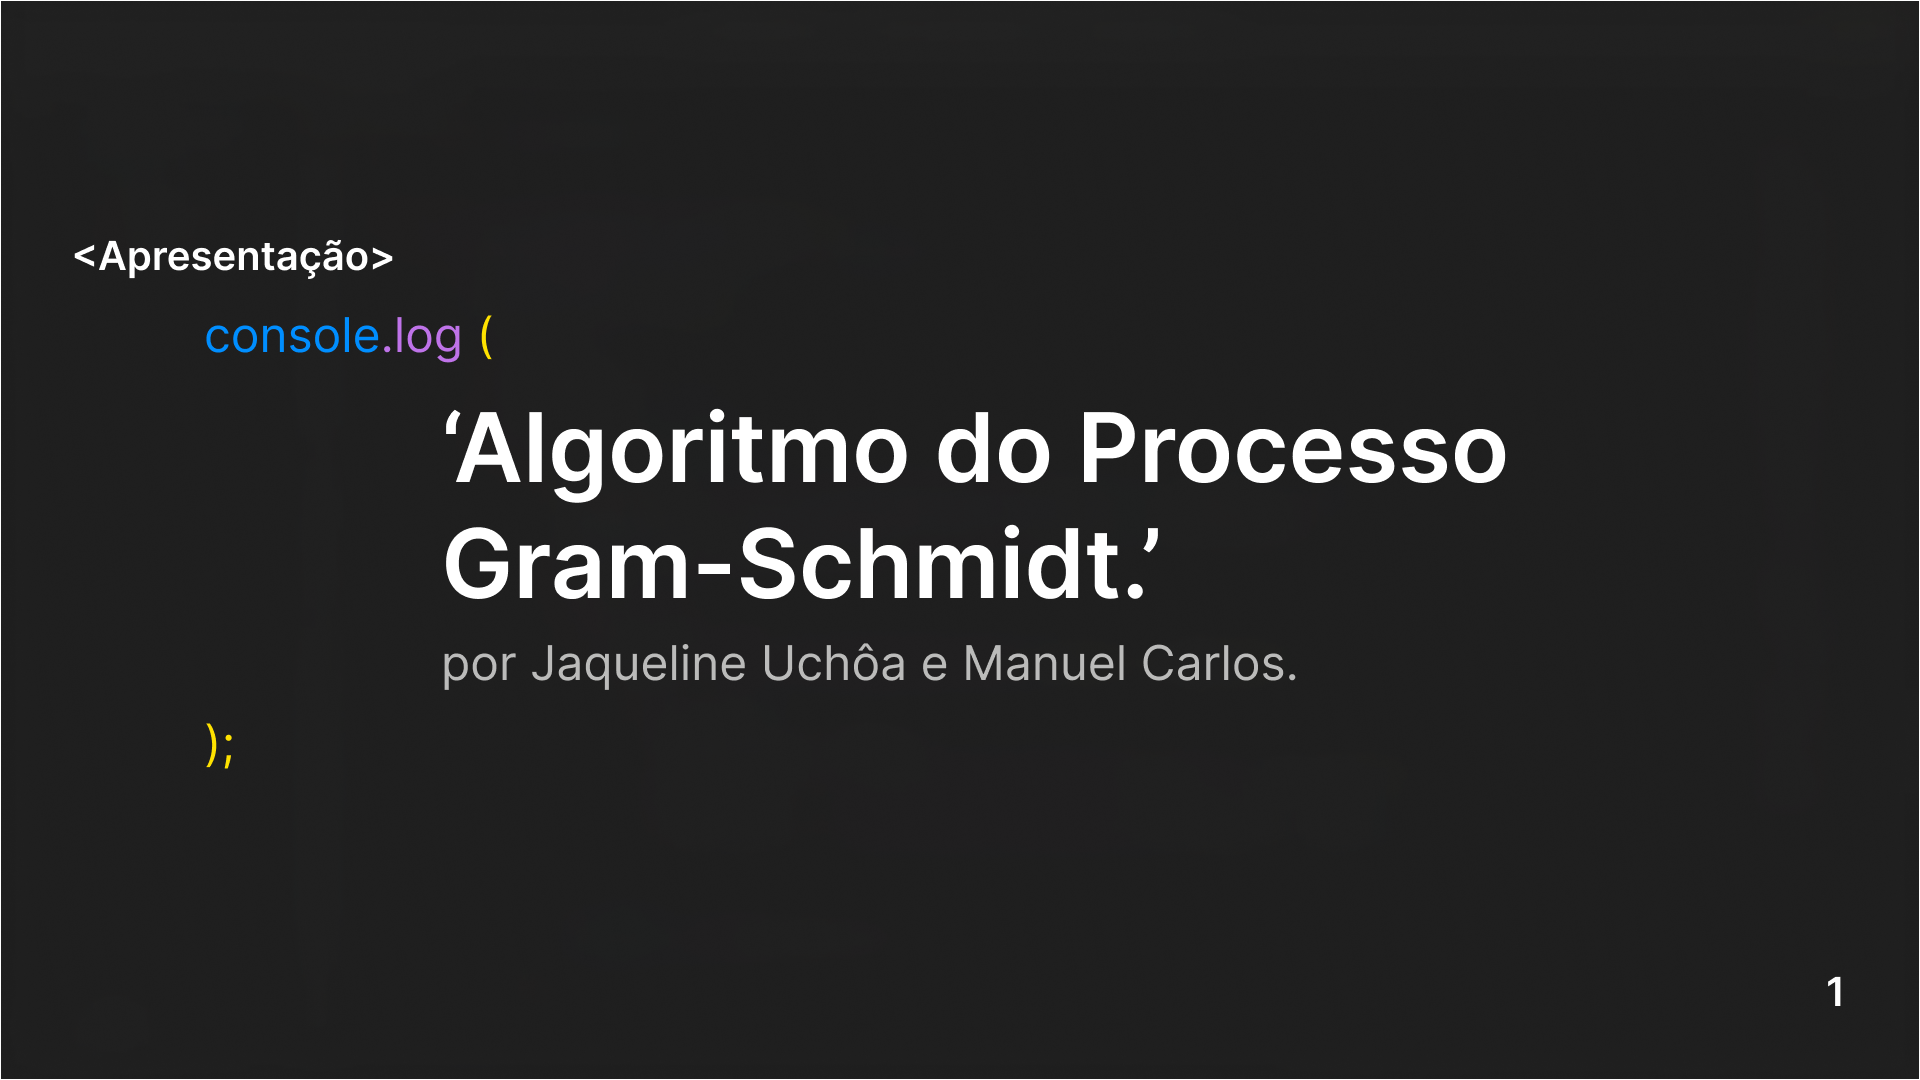 <Apresentação>
console.log (
‘Algoritmo do Processo
Gram-Schmidt.’
por Jaqueline Uchôa e Manuel Carlos.
);
1